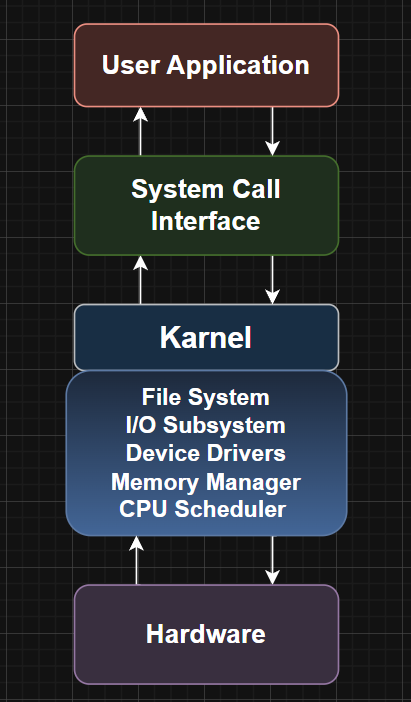 User Application
System Call
Interface
Karnel
File System
I/O Subsystem
Device Drivers
Memory Manager
CPU Scheduler
Hardware